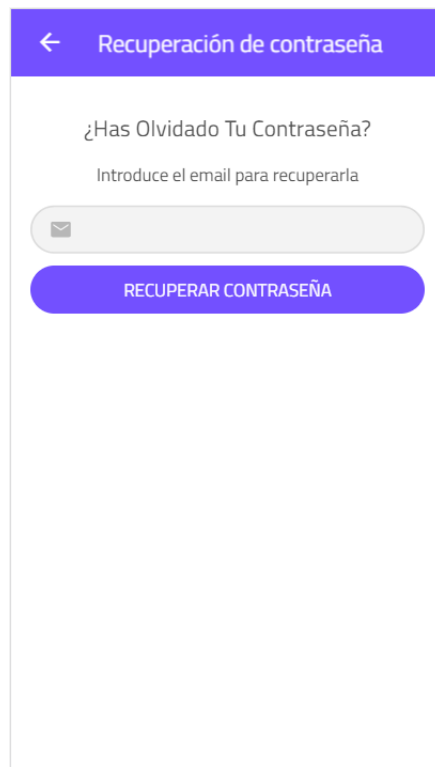 Recuperación de contraseña
¿Has Olvidado Tu Contraseña?
Introduce el email para recuperarla
RECUPERAR CONTRASEÑA